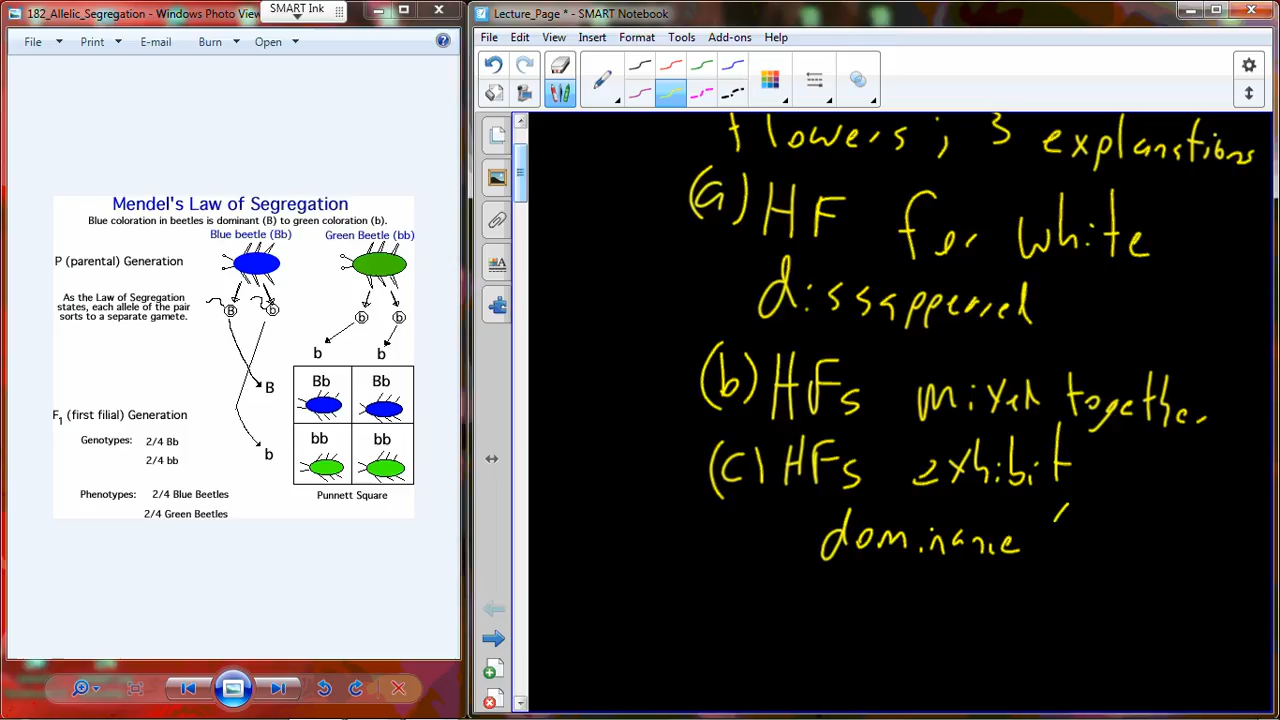 182_Allelic_Segregation - Windows Photo View
SMART Ink
File Print E-mail Burn Open
Mendel's Law of Segregation
Blue coloration in beetles is dominant (B) to green coloration (b).
Blue beetle (Bb) Green Beetle (bb)
P (parental) Generation
As the Law of Segregation
states, each allele of the pair
sorts to a separate gamete.
B b b b
b b
B Bb Bb
F1 (first filial) Generation
Genotypes: 2/4 Bb
2/4 bb
b bb bb
Phenotypes: 2/4 Blue Beetles
2/4 Green Beetles
Punnett Square
Lecture_Page * - SMART Notebook
File Edit View Insert Format Tools Add-ons Help
flowers; 3 explanations
(a) HF for white
dissappeared
(b) HFs mixed together
(c) HFs exhibit
dominance